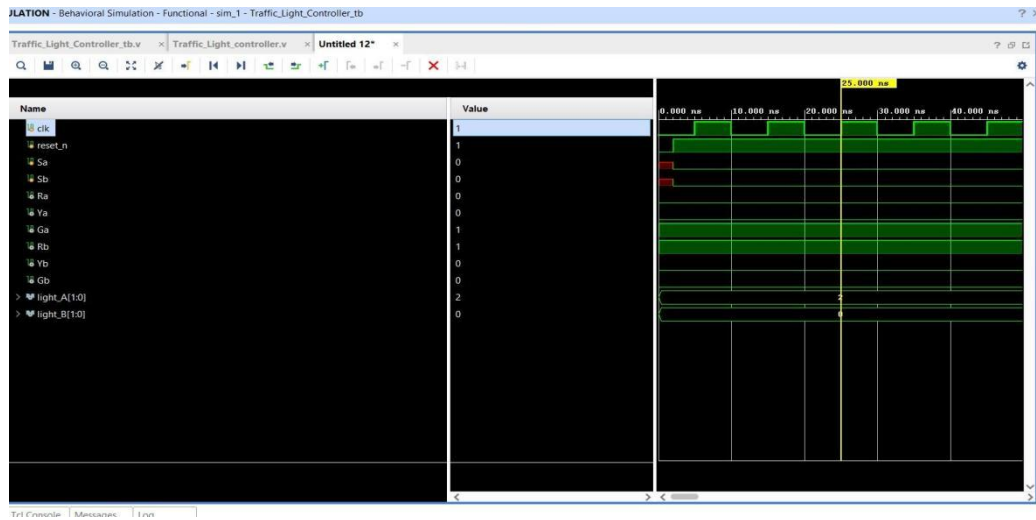 JLATION - Behavioral Simulation - Functional - sim_1 - Traffic_Light_Controller_tb ?
Traffic_Light_Controller_tb.v × Traffic_Light_controller.v × Untitled 12* ×
25.000 ns
Name Value 0.000 ns 10.000 ns 20.000 ns 30.000 ns 40.000 ns
clk 1
reset_n 1
Sa 0
Sb 0
Ra 0
Ya 0
Ga 1
Rb 1
Yb 0
Gb 0
light_A[1:0] 2 2
light_B[1:0] 0 0
Tcl Console Messages Log